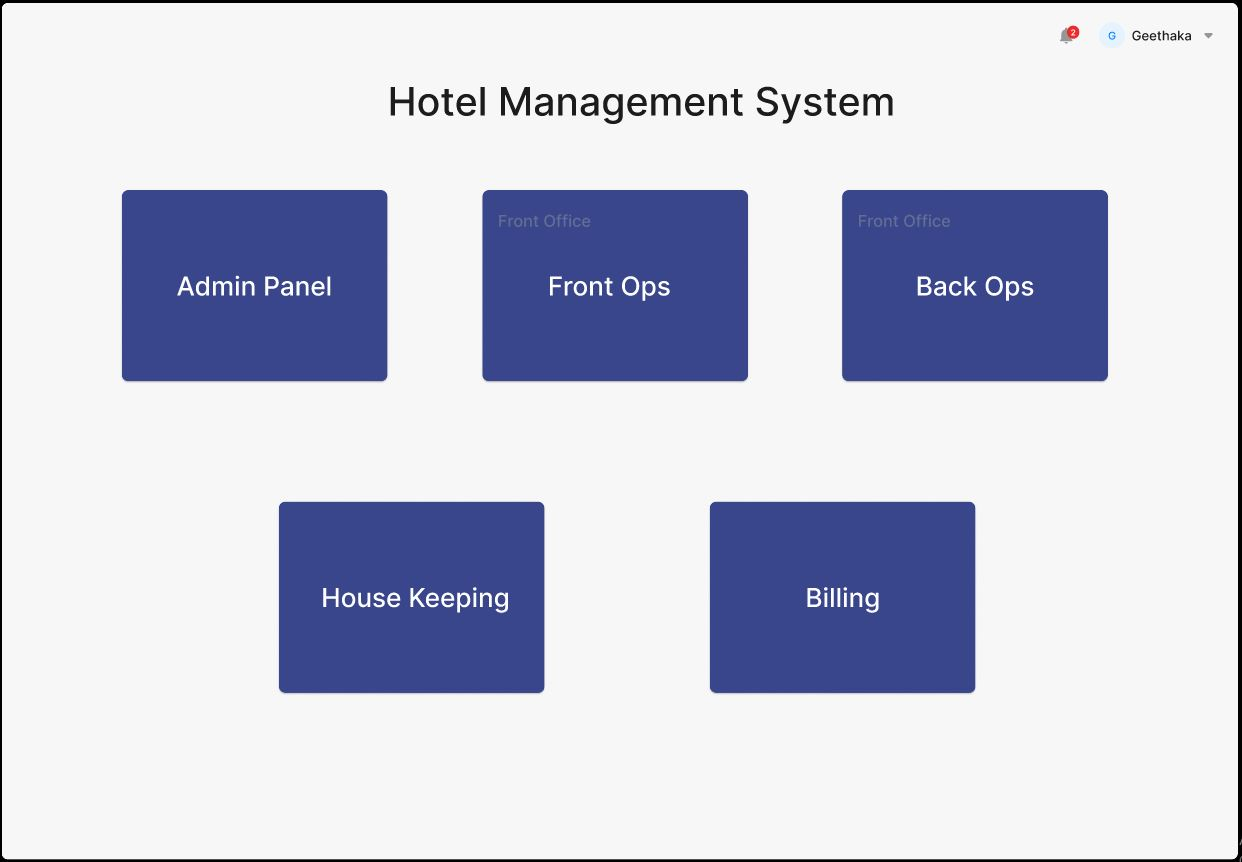 2
G Geethaka
Hotel Management System
Front Office
Front Office
Admin Panel
Front Ops
Back Ops
House Keeping
Billing